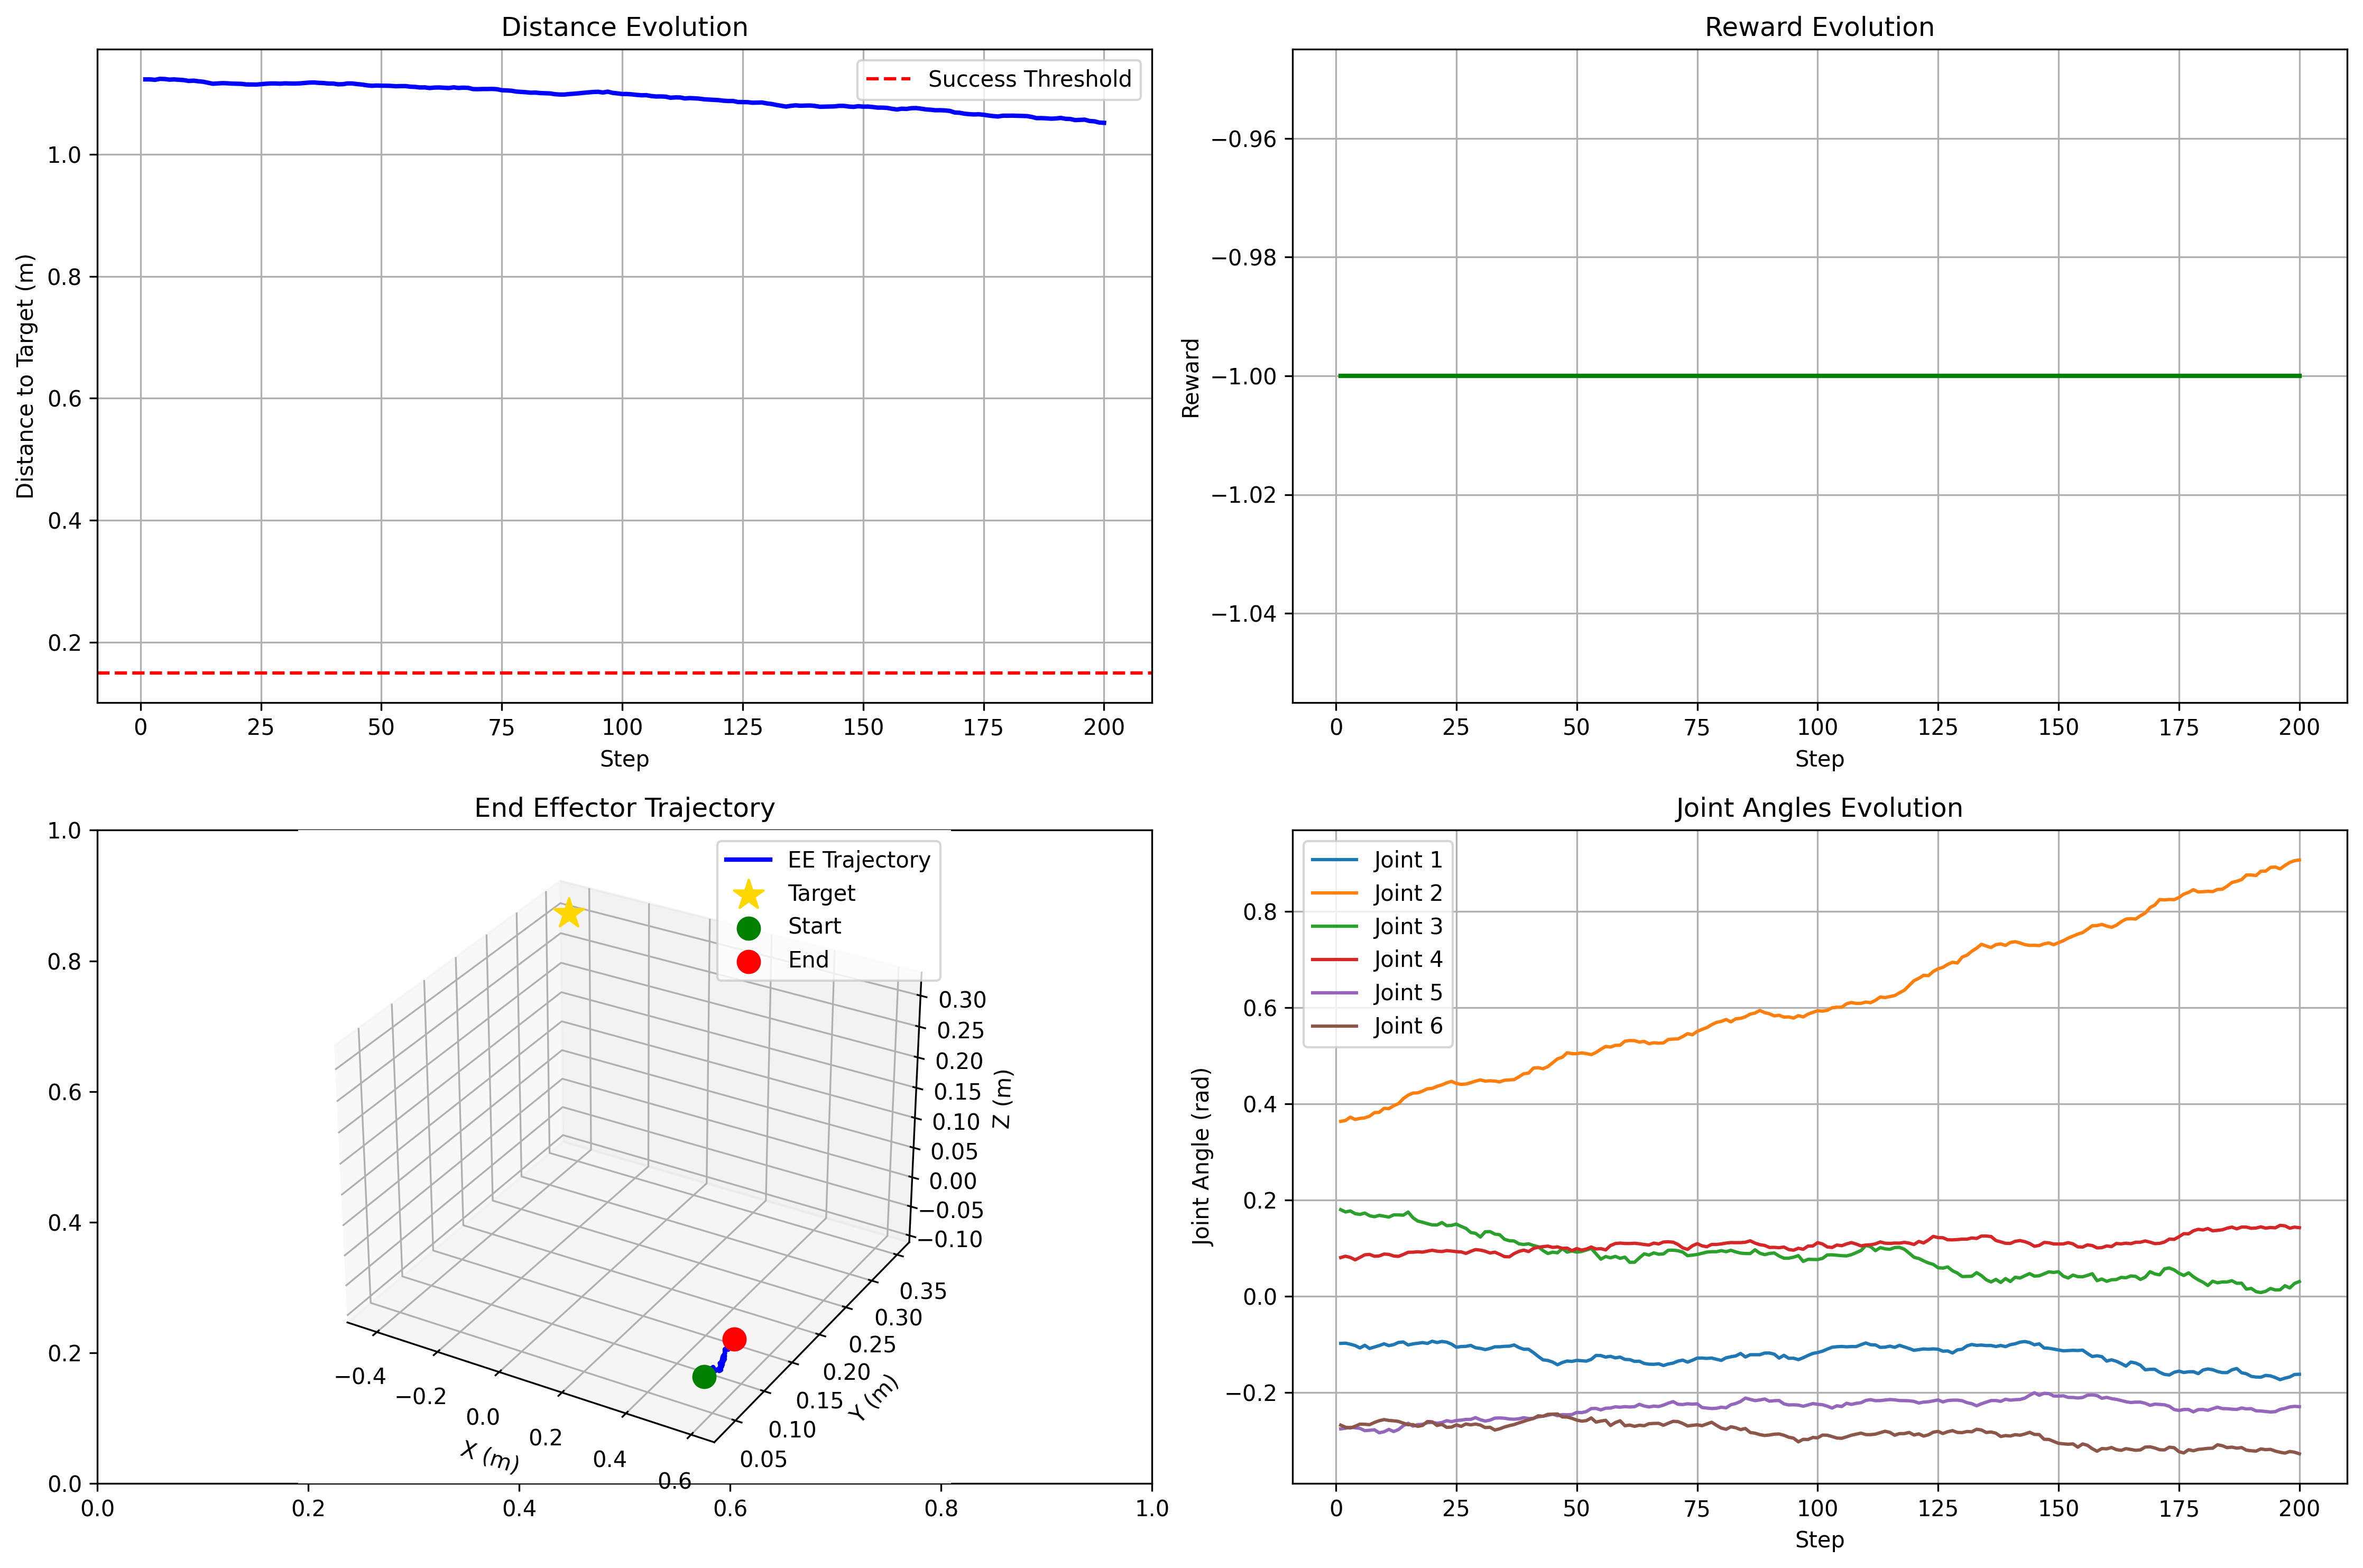 Distance Evolution
Success Threshold
Distance to Target (m)
1.0
0.8
0.6
0.4
0.2
0 25 50 75 100 125 150 175 200
Step
Reward Evolution
Reward
−0.96
−0.98
−1.00
−1.02
−1.04
0 25 50 75 100 125 150 175 200
Step
End Effector Trajectory
EE Trajectory
Target
Start
End
1.0
0.8
0.6
0.4
0.2
0.0
0.0 0.2 0.4 0.6 0.8 1.0
−0.4
−0.2
0.0
0.2
0.4
0.6
X (m)
0.05
0.10
0.15
0.20
0.25
0.30
0.35
Y (m)
0.30
0.25
0.20
0.15
0.10
0.05
0.00
−0.05
−0.10
Z (m)
Joint Angles Evolution
Joint 1
Joint 2
Joint 3
Joint 4
Joint 5
Joint 6
Joint Angle (rad)
0.8
0.6
0.4
0.2
0.0
−0.2
0 25 50 75 100 125 150 175 200
Step